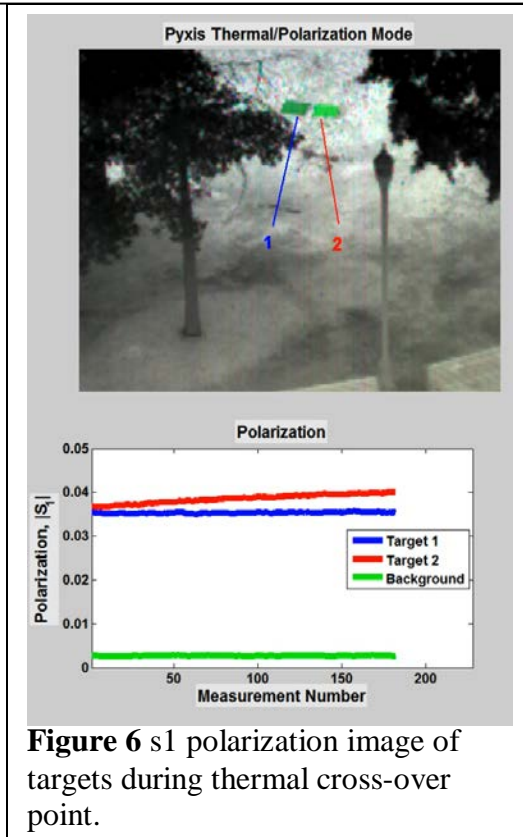 Pyxis Thermal/Polarization Mode
1 2
Polarization
Polarization, |S_i|
0.05
0.04
0.03
0.02
0.01
0
Target 1
Target 2
Background
50 100 150 200
Measurement Number
Figure 6 s1 polarization image of
targets during thermal cross-over
point.